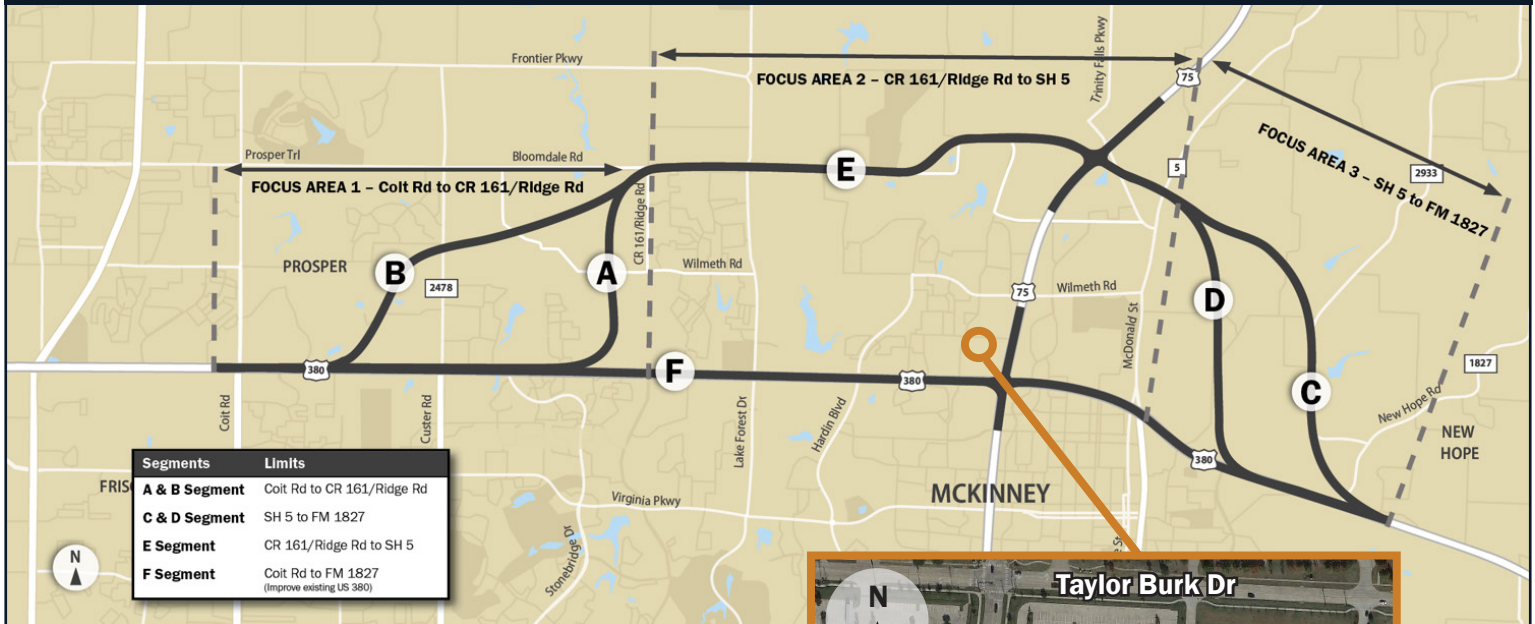 Frontier Pkwy
FOCUS AREA 2 – CR 161/Ridge Rd to SH 5
Trinity Falls Pkwy
75
FOCUS AREA 3 – SH 5 to FM 1827
Prosper Trl
Bloomdale Rd
FOCUS AREA 1 – Coit Rd to CR 161/Ridge Rd
E
5
2933
CR 161/Ridge Rd
PROSPER
B
2478
A
Wilmeth Rd
75
Wilmeth Rd
D
McDonald St
380
F
380
1827
C
New Hope Rd
NEW
HOPE
Coit Rd
Custer Rd
Lake Forest Dr
Hardin Blvd
380
MCKINNEY
Virginia Pkwy
Stonebridge Dr
FRIS
Segments Limits
A & B Segment Coit Rd to CR 161/Ridge Rd
C & D Segment SH 5 to FM 1827
E Segment CR 161/Ridge Rd to SH 5
F Segment Coit Rd to FM 1827
(Improve existing US 380)
N
e St
Taylor Burk Dr
N